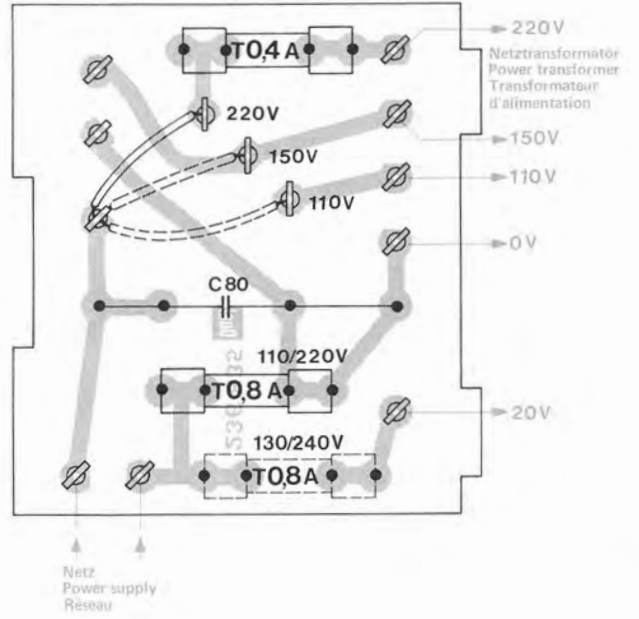 220V
T0,4 A
Netztransformator
Power transformer
Transformateur
d'alimentation
220V
150V
150V
110V
110V
0V
C80
110/220V
T0,8 A
20V
130/240V
T0,8A
Netz
Power supply
Réseau